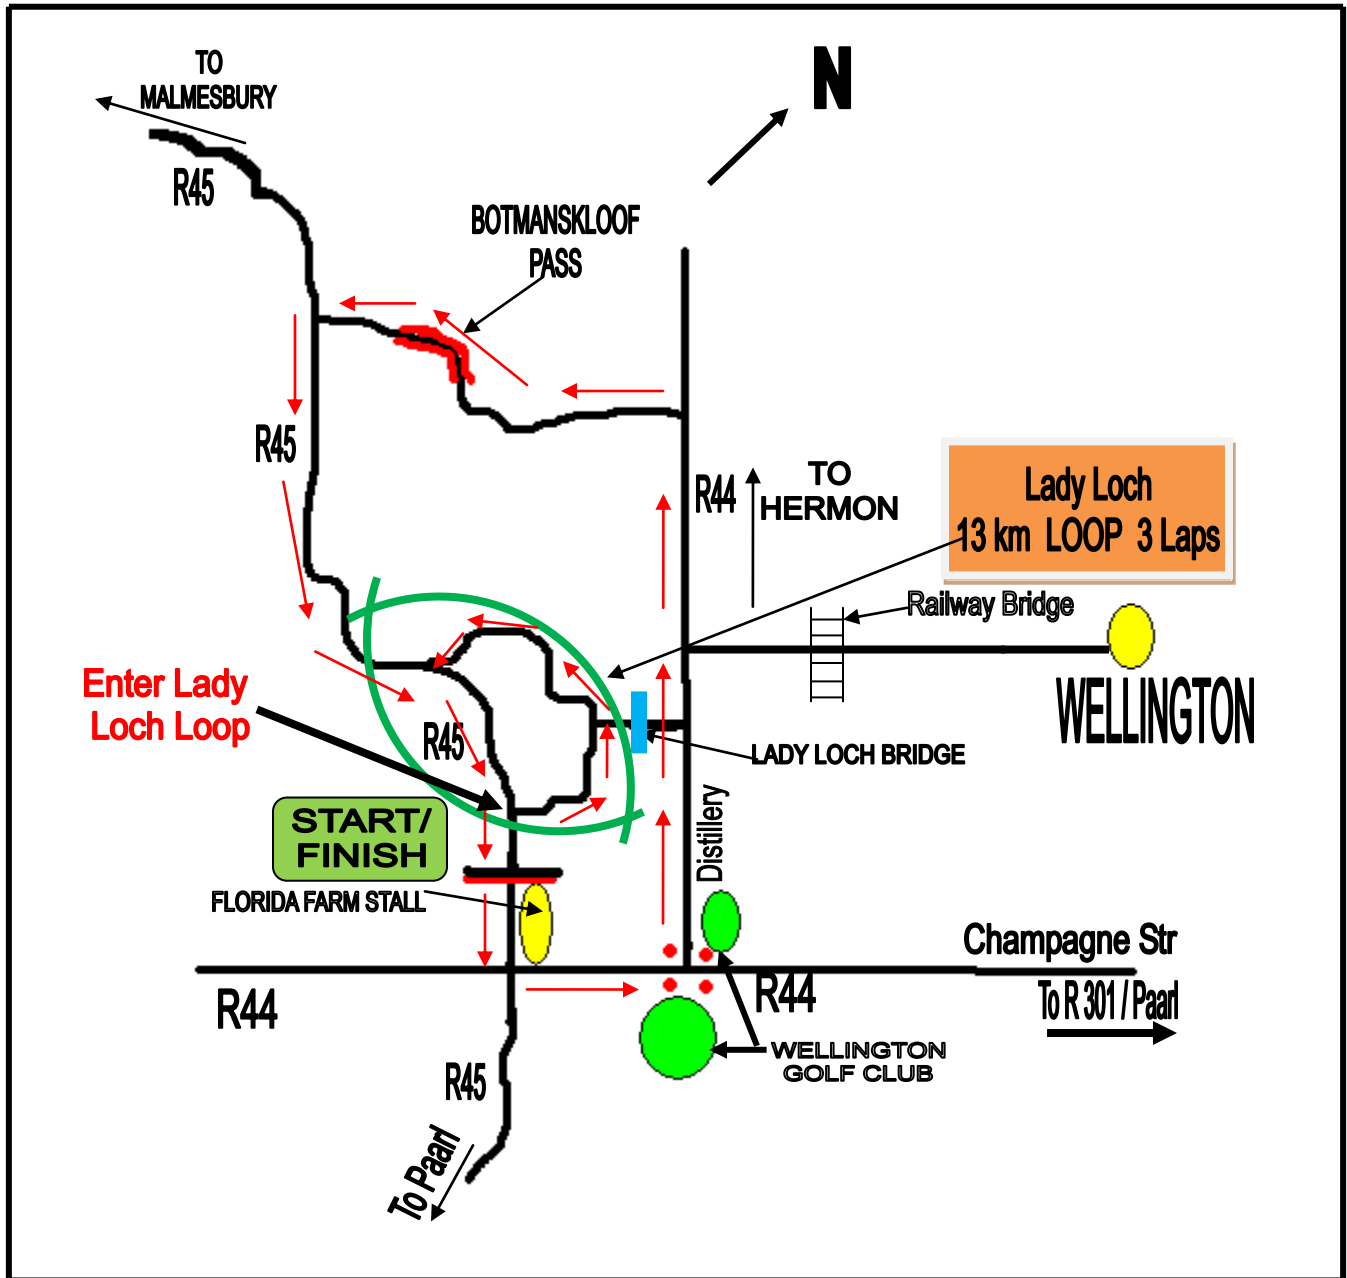 TO
MALMESBURY
N
R45
BOTMANSKLOOF
PASS
R45
R44
TO
HERMON
Lady Loch
13 km LOOP 3 Laps
Railway Bridge
Enter Lady
Loch Loop
R45
WELLINGTON
LADY LOCH BRIDGE
START/
FINISH
Distillery
FLORIDA FARM STALL
Champagne Str
R44
R44
To R 301 / Paarl
WELLINGTON
GOLF CLUB
R45
To Paarl